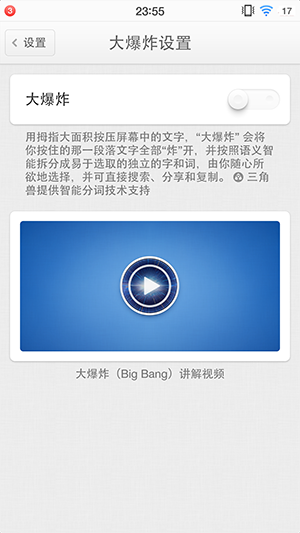 3 23:55 17
设置 大爆炸设置
大爆炸
用拇指大面积按压屏幕中的文字，“大爆炸” 会将
你按住的那一段落文字全部“炸”开，并按照语义智
能拆分成易于选取的独立的字和词，由你随心所
欲地选择，并可直接搜索、分享和复制。 三角
兽提供智能分词技术支持
大爆炸（Big Bang）讲解视频